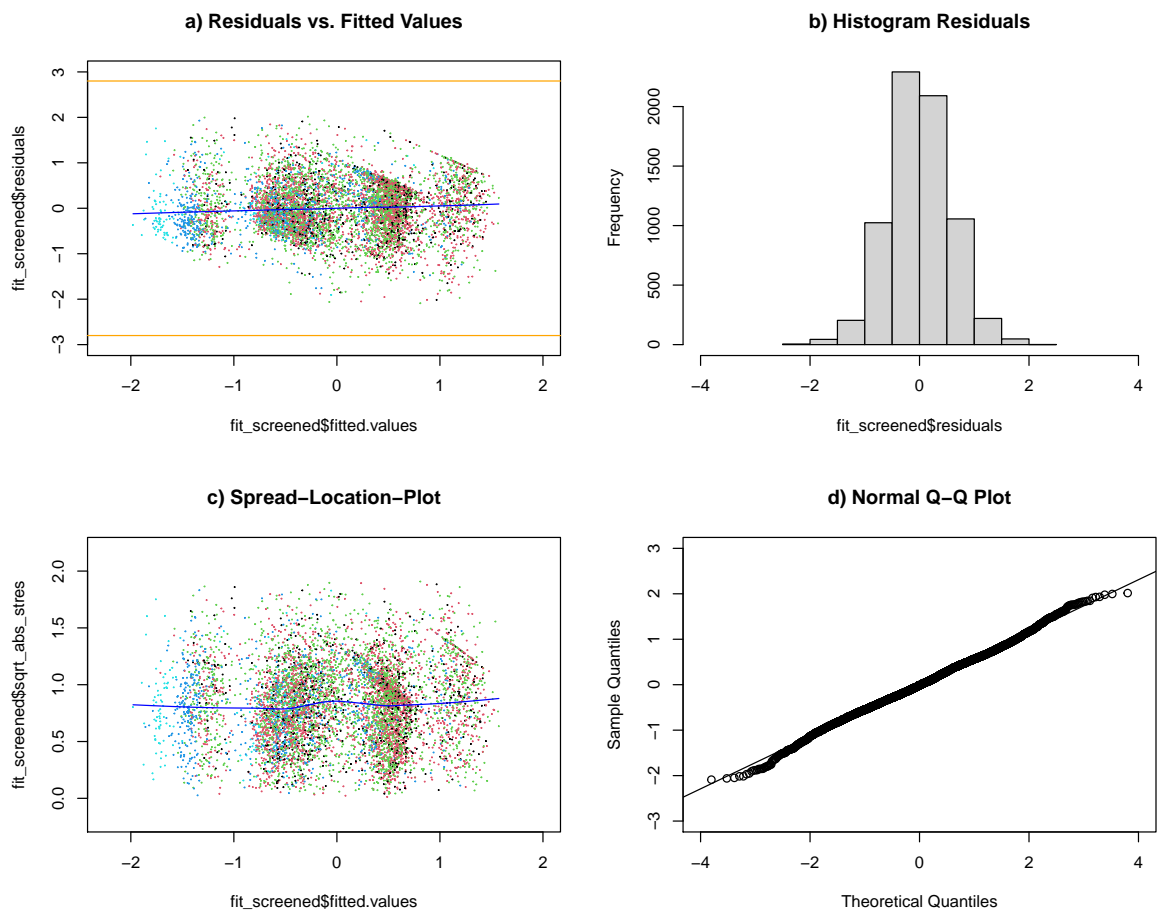 a) Residuals vs. Fitted Values
fit_screened$residuals
3
2
1
0
−1
−2
−3
−2 −1 0 1 2
fit_screened$fitted.values
b) Histogram Residuals
Frequency
2000
1500
1000
500
0
−4 −2 0 2 4
fit_screened$residuals
c) Spread−Location−Plot
fit_screened$sqrt_abs_stres
2.0
1.5
1.0
0.5
0.0
−2 −1 0 1 2
fit_screened$fitted.values
d) Normal Q−Q Plot
Sample Quantiles
3
2
1
0
−1
−2
−3
−4 −2 0 2 4
Theoretical Quantiles